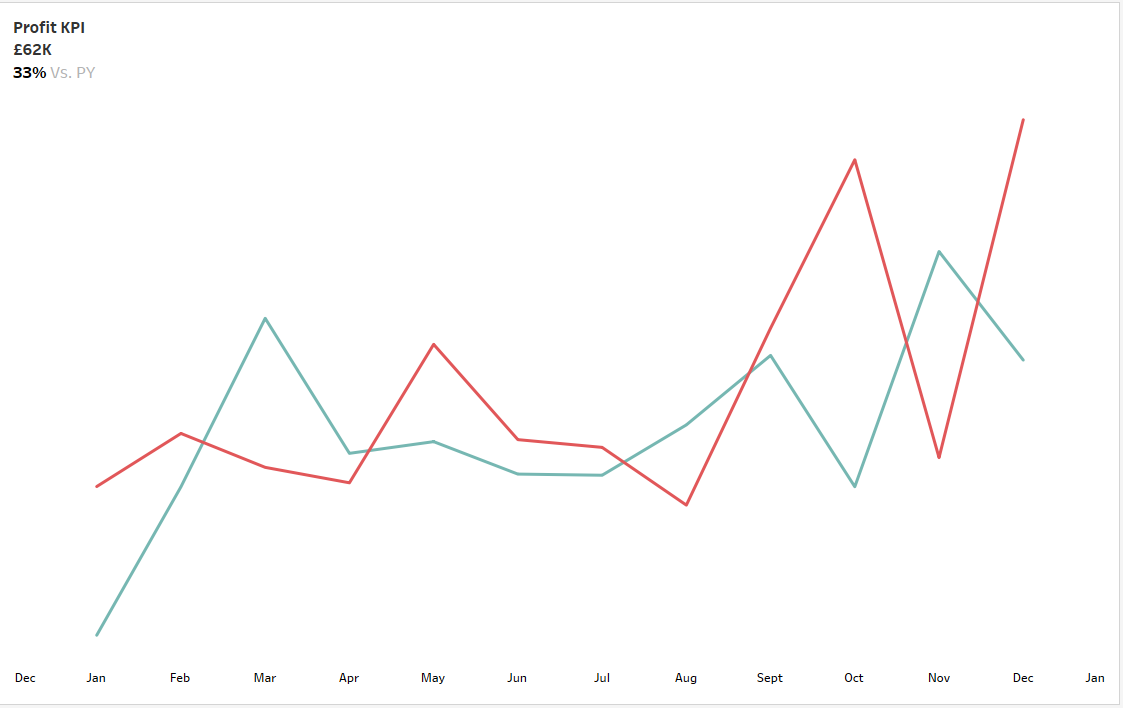 Profit KPI
£62K
33% Vs. PY
Dec Jan Feb Mar Apr May Jun Jul Aug Sept Oct Nov Dec Jan